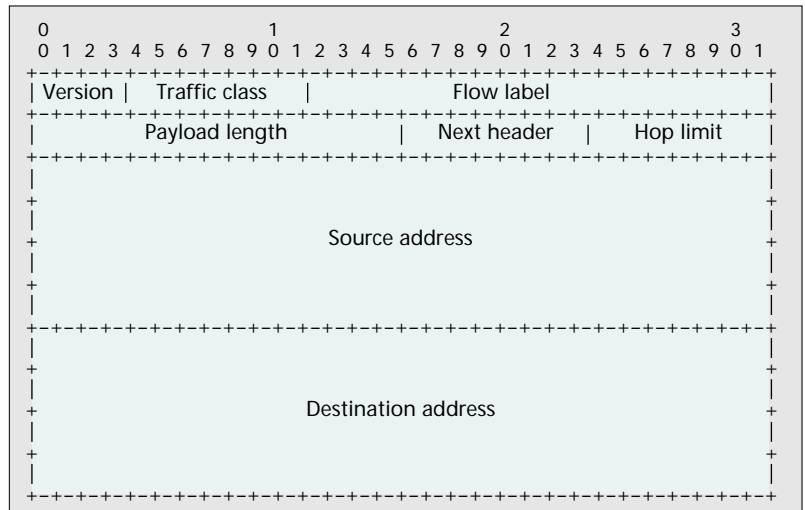 0 1 2 3
0 1 2 3 4 5 6 7 8 9 0 1 2 3 4 5 6 7 8 9 0 1 2 3 4 5 6 7 8 9 0 1
+-+-+-+-+-+-+-+-+-+-+-+-+-+-+-+-+-+-+-+-+-+-+-+-+-+-+-+-+-+-+-+-+
| Version | Traffic class | Flow label |
+-+-+-+-+-+-+-+-+-+-+-+-+-+-+-+-+-+-+-+-+-+-+-+-+-+-+-+-+-+-+-+-+
| Payload length | Next header | Hop limit |
+-+-+-+-+-+-+-+-+-+-+-+-+-+-+-+-+-+-+-+-+-+-+-+-+-+-+-+-+-+-+-+-+
Source address
+-+-+-+-+-+-+-+-+-+-+-+-+-+-+-+-+-+-+-+-+-+-+-+-+-+-+-+-+-+-+-+-+
Destination address
+-+-+-+-+-+-+-+-+-+-+-+-+-+-+-+-+-+-+-+-+-+-+-+-+-+-+-+-+-+-+-+-+